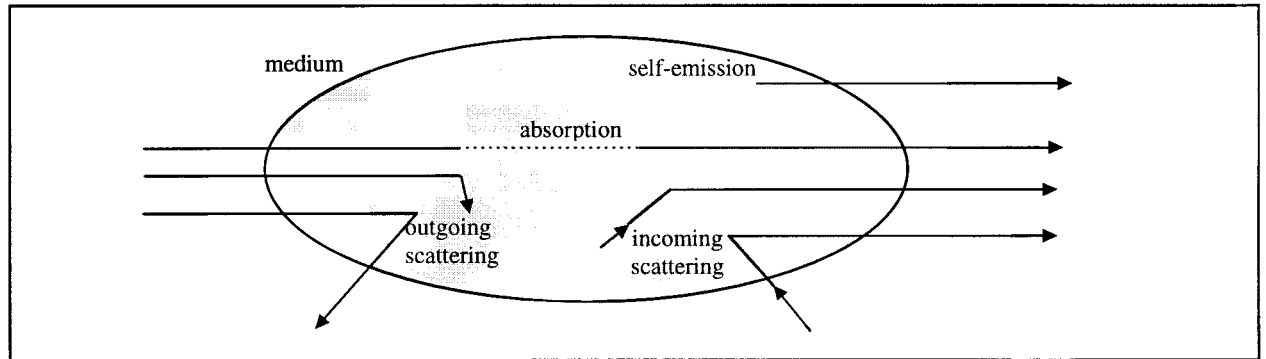 medium
self-emission
absorption
outgoing
scattering
incoming
scattering